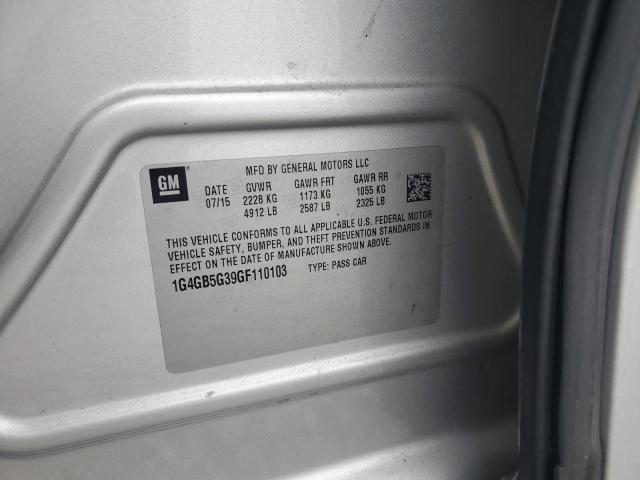 MFD BY GENERAL MOTORS LLC
GM
DATE GVWR GAWR FRT GAWR RR
07/15 2228 KG 1173 KG 1055 KG
4912 LB 2587 LB 2325 LB
THIS VEHICLE CONFORMS TO ALL APPLICABLE U.S. FEDERAL MOTOR
VEHICLE SAFETY, BUMPER, AND THEFT PREVENTION STANDARDS IN
EFFECT ON THE DATE OF MANUFACTURE SHOWN ABOVE.
1G4GB5G39GF110103 TYPE: PASS CAR